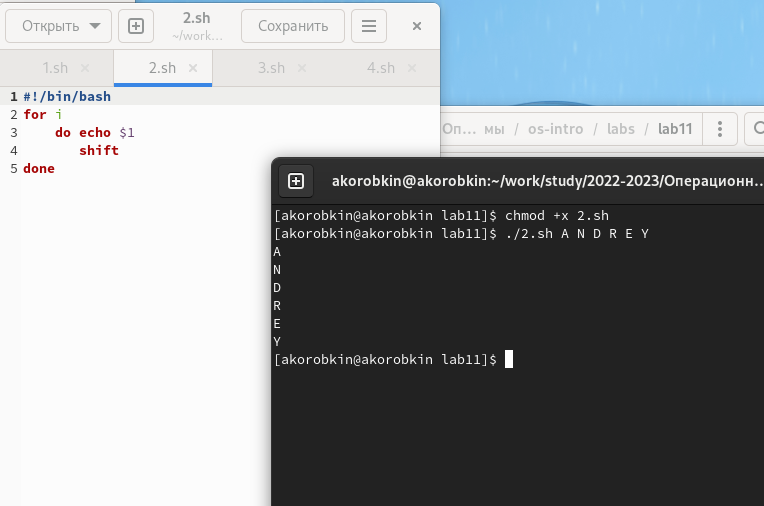 Открыть
2.sh
~/work…
Сохранить
1.sh
2.sh
3.sh
4.sh
1 #!/bin/bash
2 for i
3     do echo $1
4        shift
5 done
Оп… мы / os-intro / labs / lab11
akorobkin@akorobkin:~/work/study/2022-2023/Операционн…
[akorobkin@akorobkin lab11]$ chmod +x 2.sh
[akorobkin@akorobkin lab11]$ ./2.sh A N D R E Y
A
N
D
R
E
Y
[akorobkin@akorobkin lab11]$